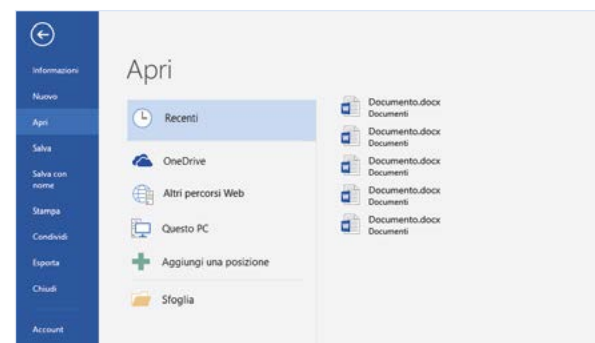 Informazioni
Nuovo
Apri
Salva
Salva con
nome
Stampa
Condividi
Esporta
Chiudi
Account
Apri
Recenti
OneDrive
Altri percorsi Web
Questo PC
Aggiungi una posizione
Sfoglia
Documento.docx
Documenti
Documento.docx
Documenti
Documento.docx
Documenti
Documento.docx
Documenti
Documento.docx
Documenti